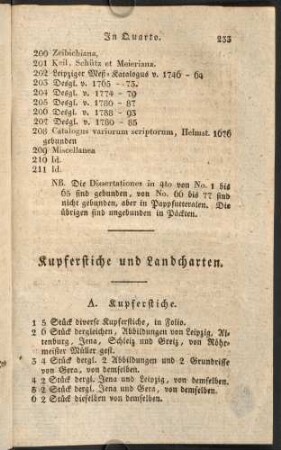 In Quarto. 233
200 Zeibichiana.
201 Keil, Schütz et Meieriana.
202 Leipziger Meß-Katalogus v. 1746 - 64
203 Desgl. v. 1765 - 73.
204 Desgl. v. 1774 - 79
205 Desgl. v. 1780 - 87
206 Desgl. v. 1788 - 93
207 Desgl. v. 1780 - 85
208 Catalogus variorum scriptorum, Helmst. 1676
gebunden
209 Miscellanea
210 Id.
211 Id.
NB. Die Dissertationes in 4to von No. 1 bis
65 sind gebunden, von No. 66 bis 77 sind
nicht gebunden, aber in Pappfutteralen. Die
übrigen sind ungebunden in Päcken.
Kupferstiche und Landcharten.
A. Kupferstiche.
1 5 Stück diverse Kupferstiche, in Folio.
2 6 Stück dergleichen, Abbildungen von Leipzig, Al-
tenburg, Jena, Schleiz und Greiz, von Röhr-
meister Müller gest.
3 4 Stück dergl. 2 Abbildungen und 2 Grundrisse
von Gera, von demselben.
4 2 Stück dergl. Jena und Leipzig, von demselben.
5 2 Stück dergl. Jena und Gera, von demselben.
6 2 Stück dieselben von demselben.